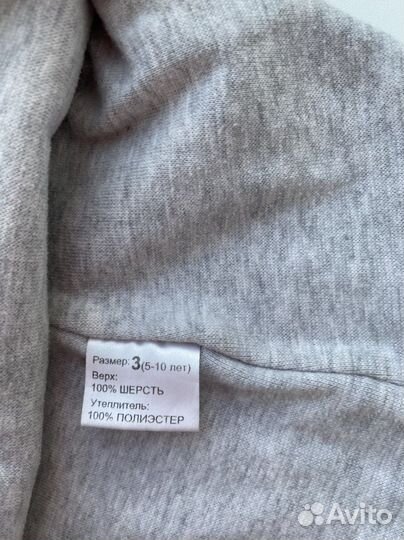 Размер: 3 (5-10 лет)
Верх:
100% ШЕРСТЬ
Утеплитель:
100% ПОЛИЭСТЕР
Avito